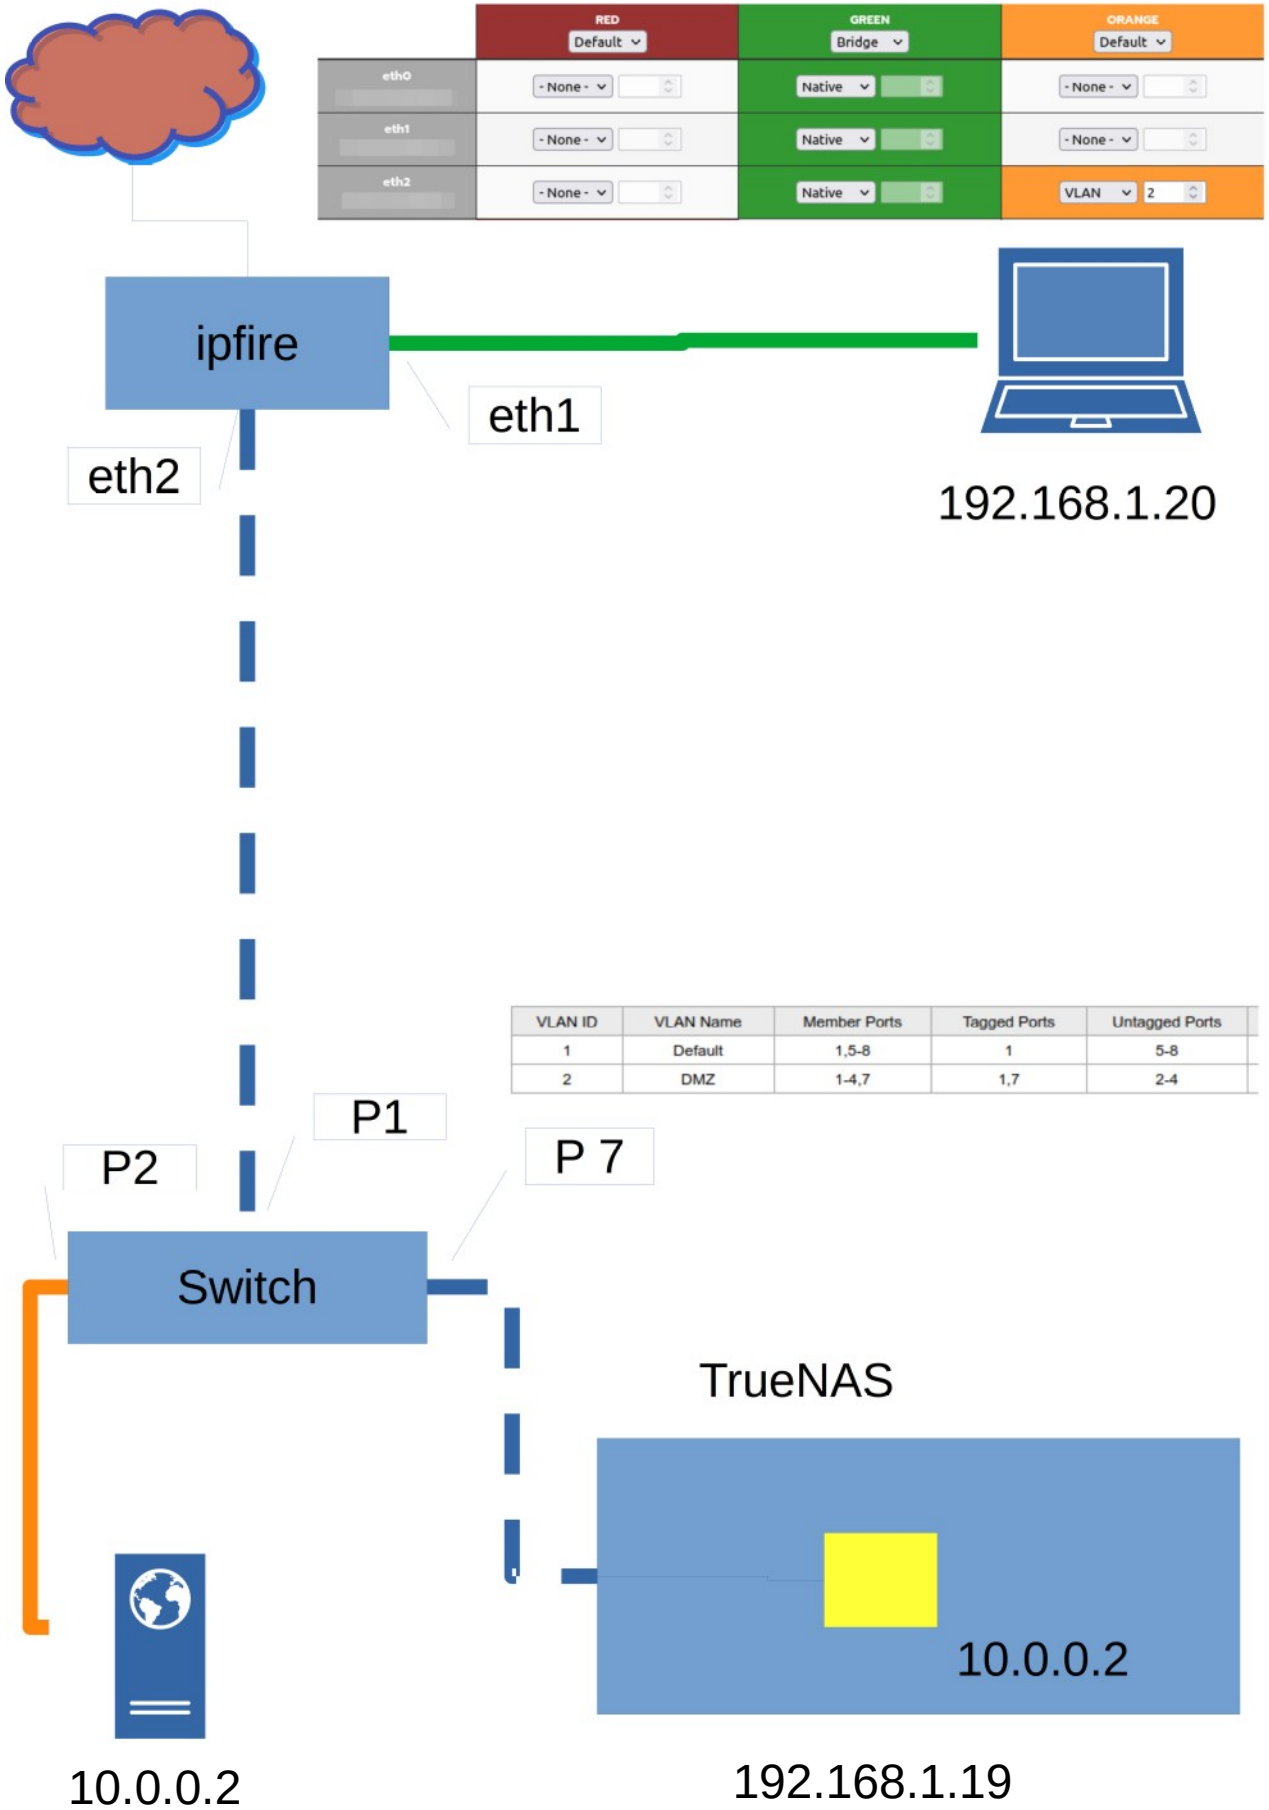 RED GREEN ORANGE
Default Bridge Default
eth0 - None - Native - None -
eth1 - None - Native - None -
eth2 - None - Native VLAN 2
ipfire
eth1
eth2
192.168.1.20
VLAN ID VLAN Name Member Ports Tagged Ports Untagged Ports
1 Default 1,5-8 1 5-8
2 DMZ 1-4,7 1,7 2-4
P1
P2
P 7
Switch
TrueNAS
10.0.0.2
10.0.0.2
192.168.1.19